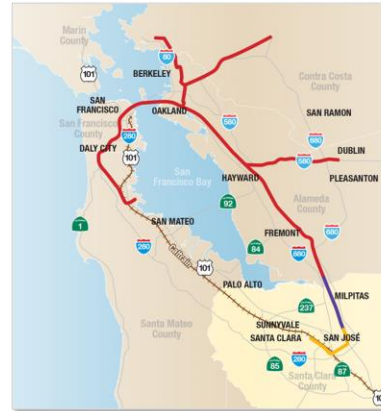 Marin
County
101
80
BERKELEY
Contra Costa
County
SAN
FRANCISCO
San Francisco
County
OAKLAND
580
SAN RAMON
280
DALY CITY
101
DUBLIN
580
680
San
Francisco Bay
HAYWARD
PLEASANTON
92
Alameda
County
1
SAN MATEO
FREMONT
84
680
280
Caltrain
101
880
PALO ALTO
MILPITAS
237
Santa Mateo
County
SUNNYVALE
SANTA CLARA
SAN JOSÉ
280
85
87
Santa Clara
County
101